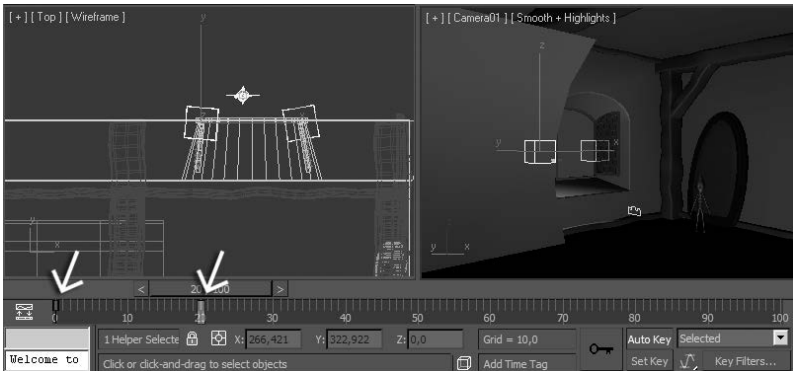 [ + ] [ Top ] [ Wireframe ]
y
y
x
[ + ] [ Camera01 ] [ Smooth + Highlights ]
z
y
x
y
x
< 20 / 100 >
0 10 20 30 40 50 60 70 80 90 100
1 Helper Selecte X: 266,421 Y: 322,922 Z: 0,0 Grid = 10,0 Auto Key Selected
Welcome to Click or click-and-drag to select objects Add Time Tag Set Key Key Filters...